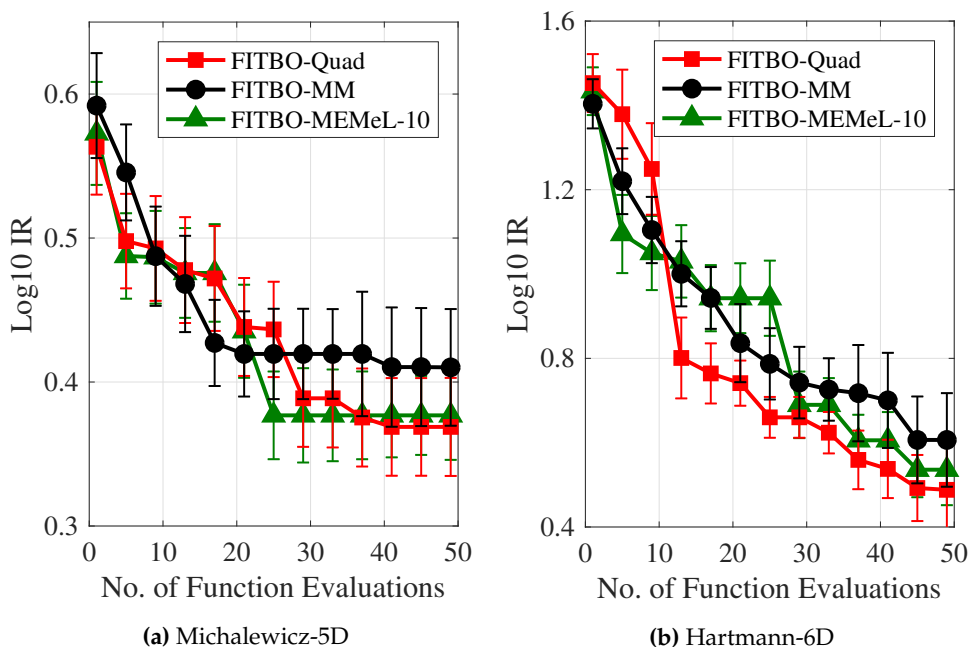 FITBO-Quad
FITBO-MM
FITBO-MEMeL-10
0.6
0.5
0.4
0.3
Log10 IR
0 10 20 30 40 50
No. of Function Evaluations
(a) Michalewicz-5D
FITBO-Quad
FITBO-MM
FITBO-MEMeL-10
1.6
1.2
0.8
0.4
Log10 IR
0 10 20 30 40 50
No. of Function Evaluations
(b) Hartmann-6D